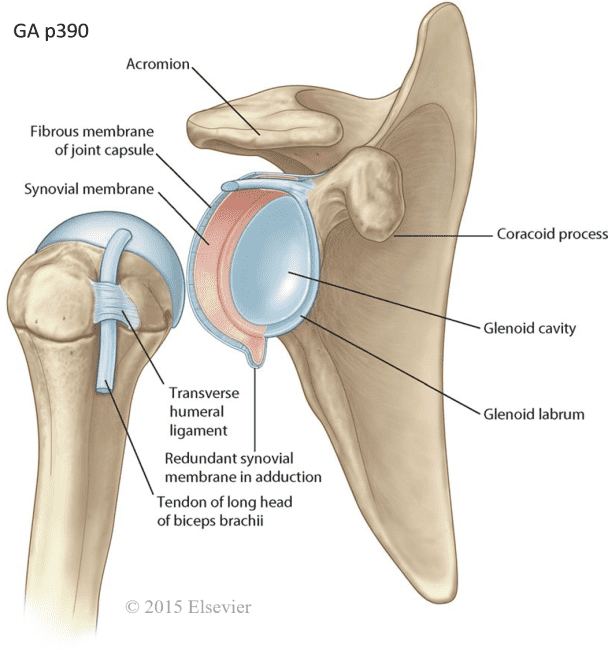 GA p390
Acromion
Fibrous membrane
of joint capsule
Synovial membrane
Coracoid process
Glenoid cavity
Glenoid labrum
Transverse
humeral
ligament
Redundant synovial
membrane in adduction
Tendon of long head
of biceps brachii
© 2015 Elsevier